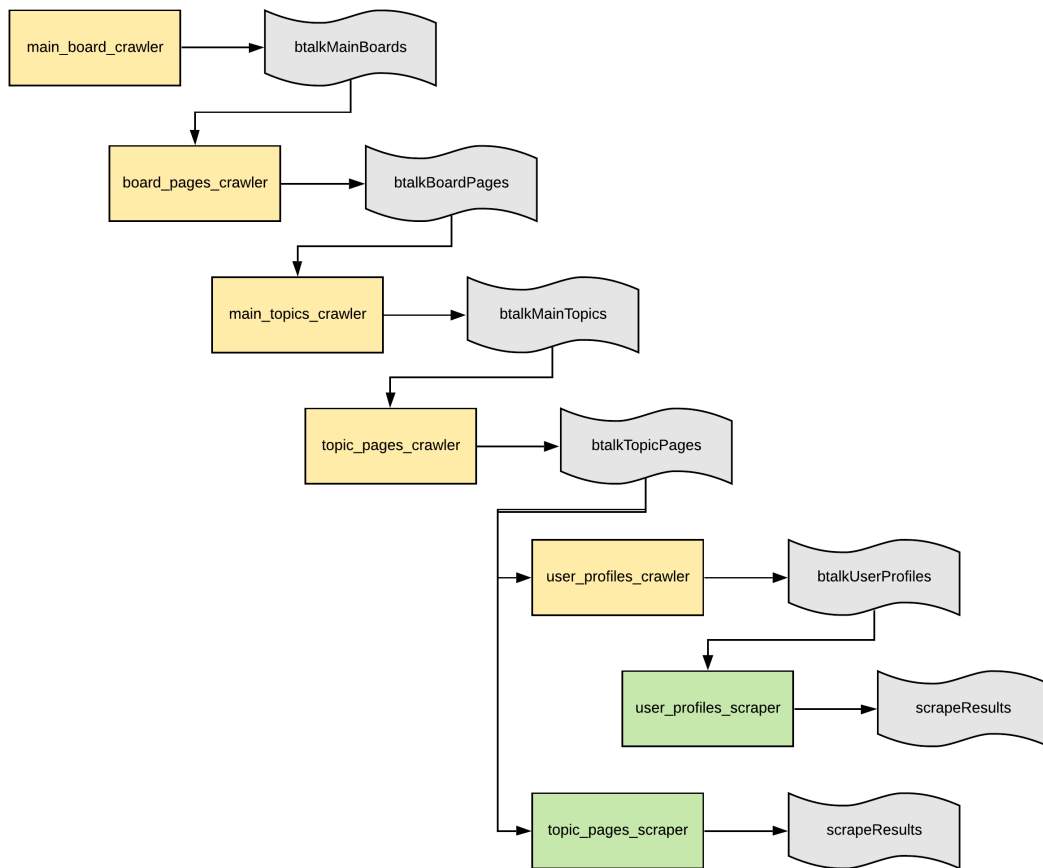 main_board_crawler
btalkMainBoards
board_pages_crawler
btalkBoardPages
main_topics_crawler
btalkMainTopics
topic_pages_crawler
btalkTopicPages
user_profiles_crawler
btalkUserProfiles
user_profiles_scraper
scrapeResults
topic_pages_scraper
scrapeResults